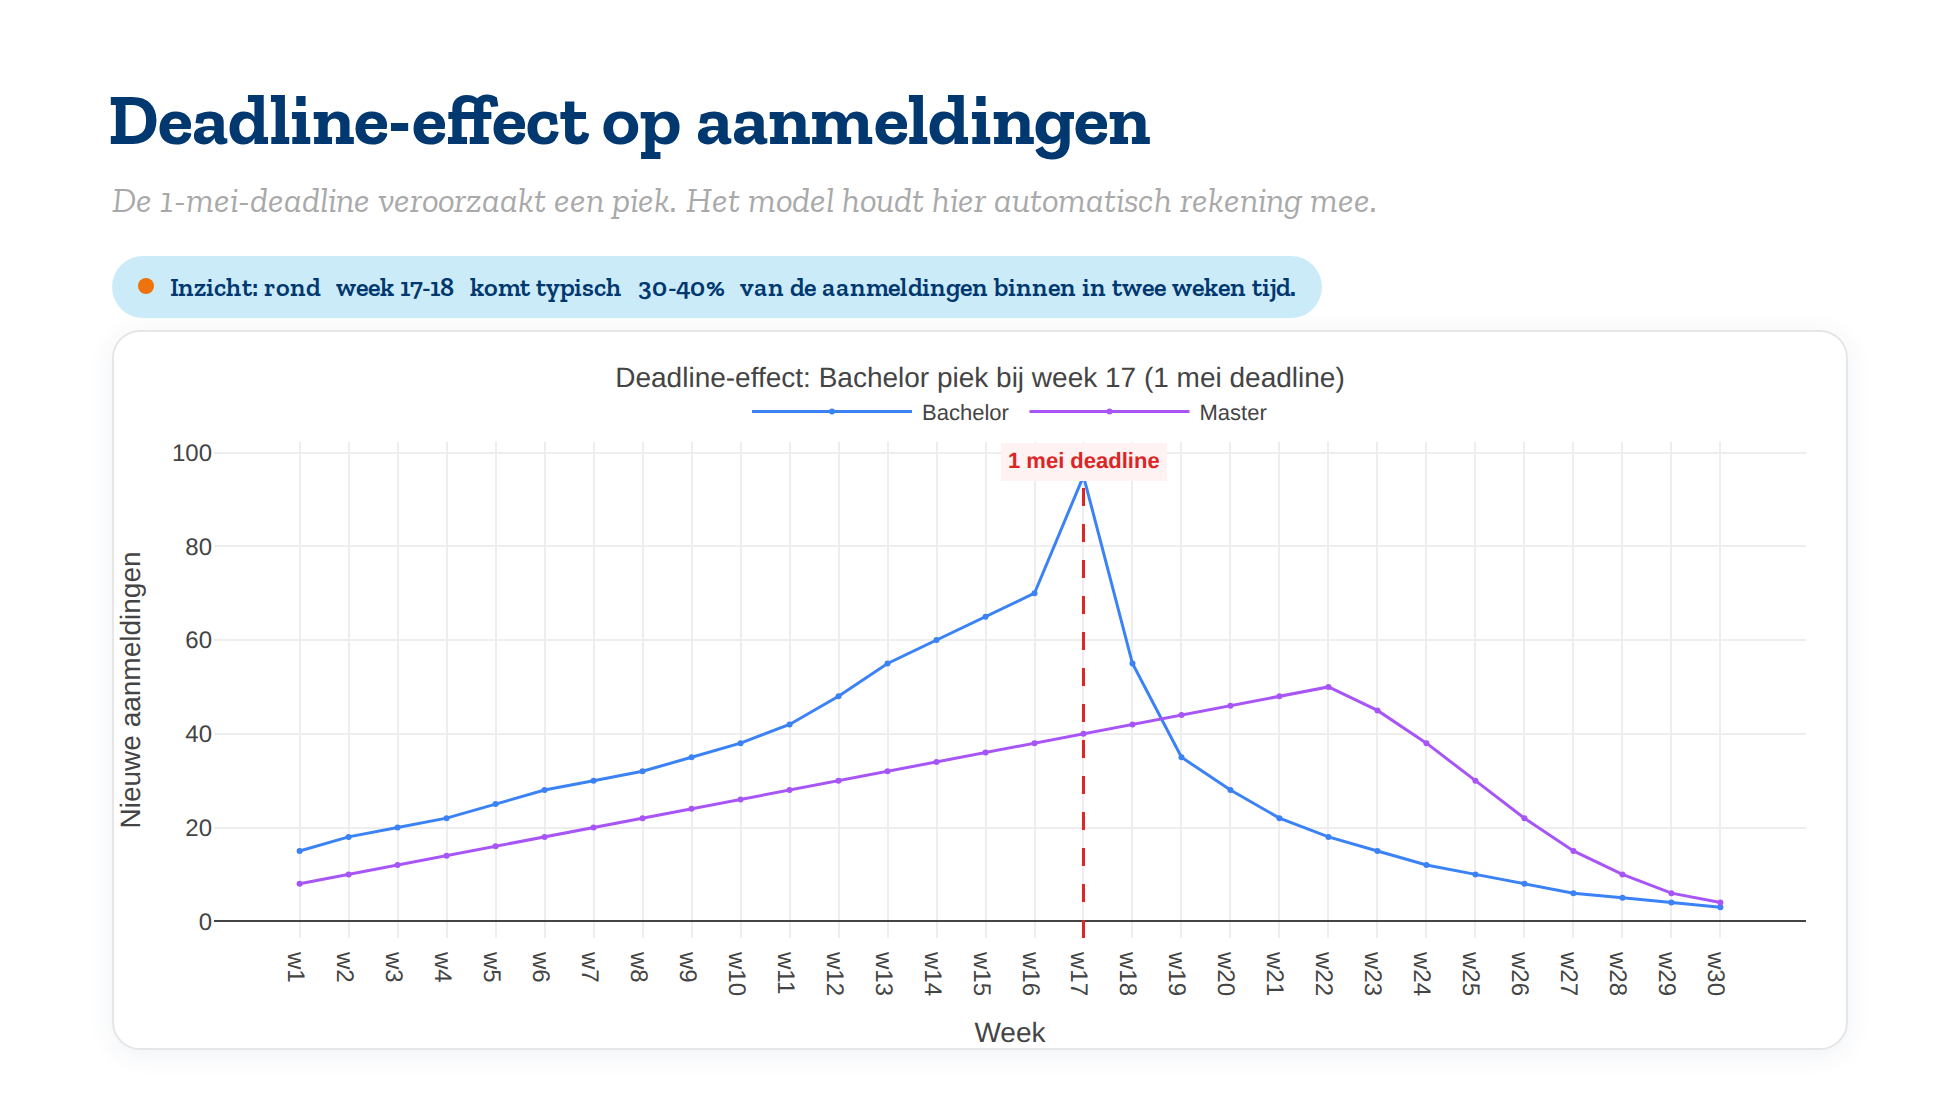 Deadline-effect op aanmeldingen
De 1-mei-deadline veroorzaakt een piek. Het model houdt hier automatisch rekening mee.
Inzicht: rond week 17-18 komt typisch 30-40% van de aanmeldingen binnen in twee weken tijd.
Deadline-effect: Bachelor piek bij week 17 (1 mei deadline)
Bachelor Master
1 mei deadline
Nieuwe aanmeldingen
100
80
60
40
20
0
w1 w2 w3 w4 w5 w6 w7 w8 w9 w10 w11 w12 w13 w14 w15 w16 w17 w18 w19 w20 w21 w22 w23 w24 w25 w26 w27 w28 w29 w30
Week